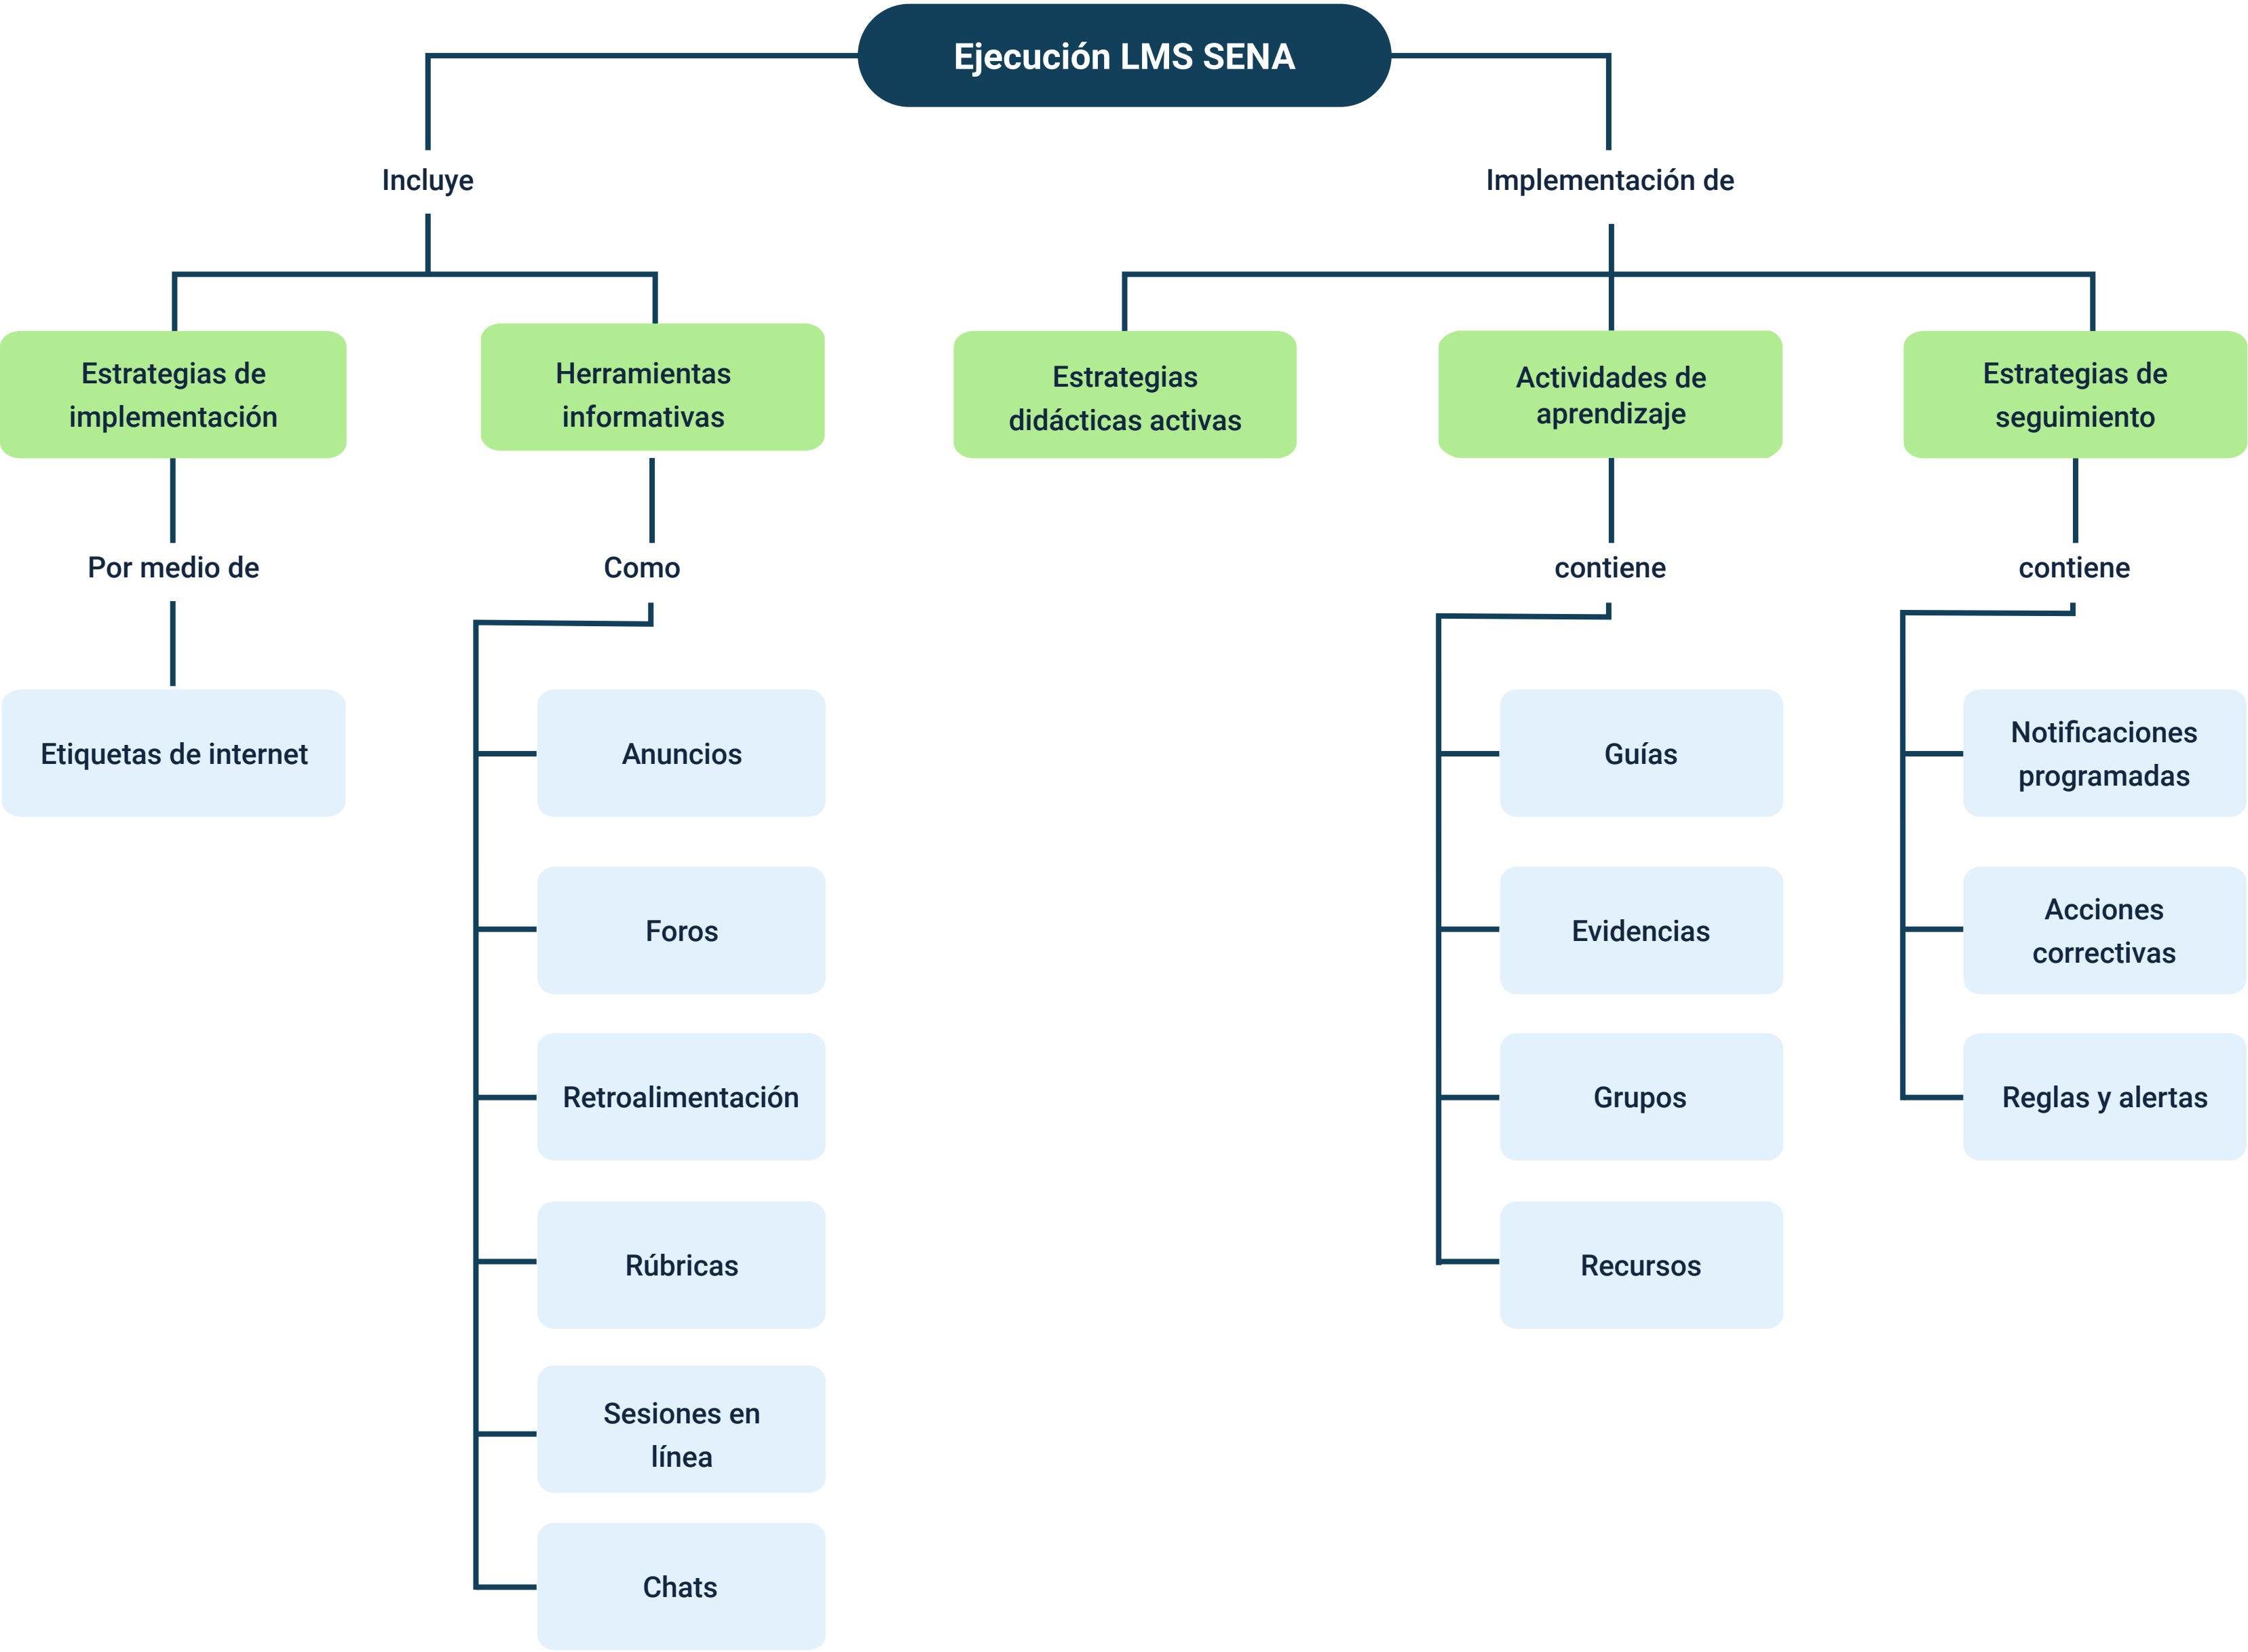 Ejecución LMS SENA
Incluye
Implementación de
Estrategias de
implementación
Herramientas
informativas
Estrategias
didácticas activas
Actividades de
aprendizaje
Estrategias de
seguimiento
Por medio de
Como
contiene
contiene
Etiquetas de internet
Anuncios
Foros
Retroalimentación
Rúbricas
Sesiones en
línea
Chats
Guías
Evidencias
Grupos
Recursos
Notificaciones
programadas
Acciones
correctivas
Reglas y alertas